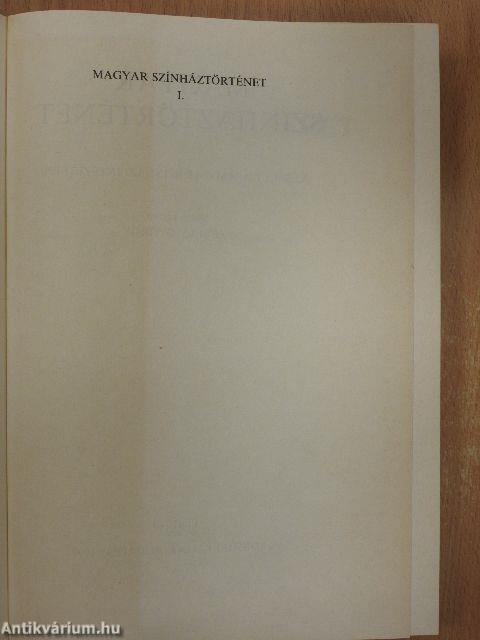 MAGYAR SZÍNHÁZTÖRTÉNET
I.
Antikvárium.hu